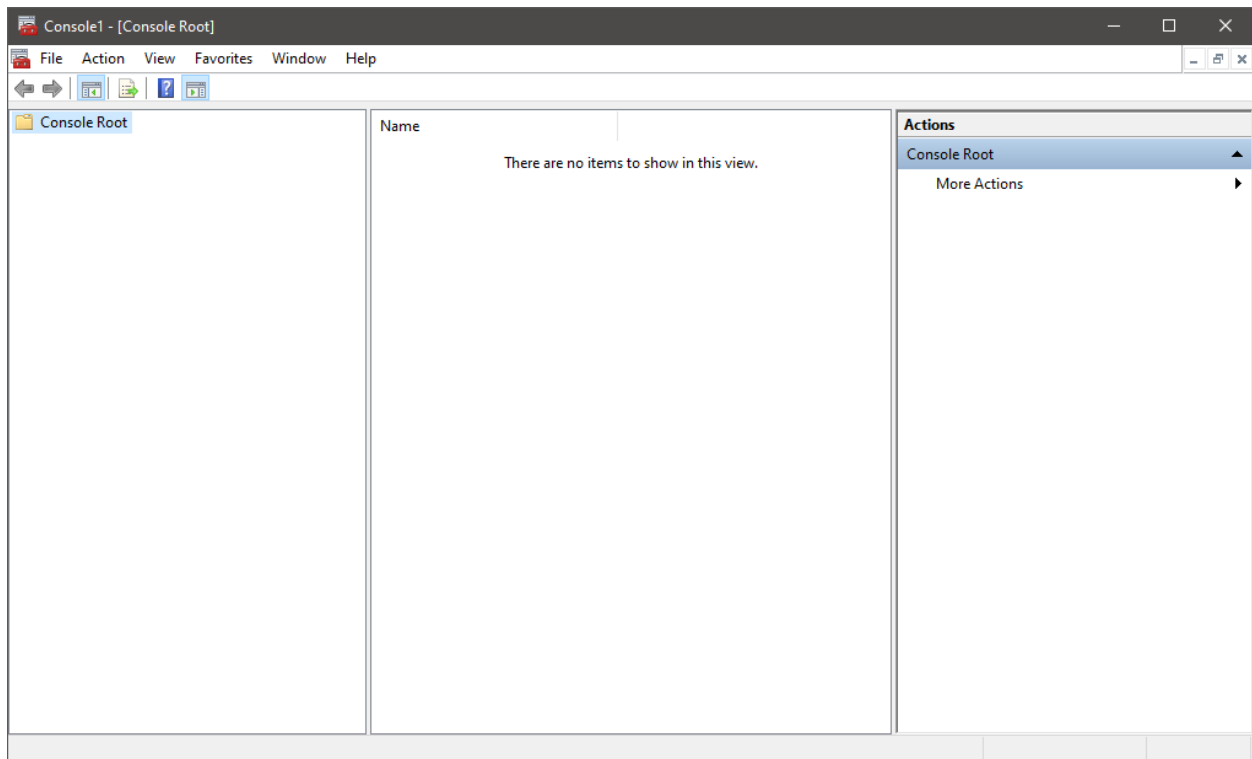 Console1 - [Console Root]
File Action View Favorites Window Help
Console Root
Name
There are no items to show in this view.
Actions
Console Root
More Actions